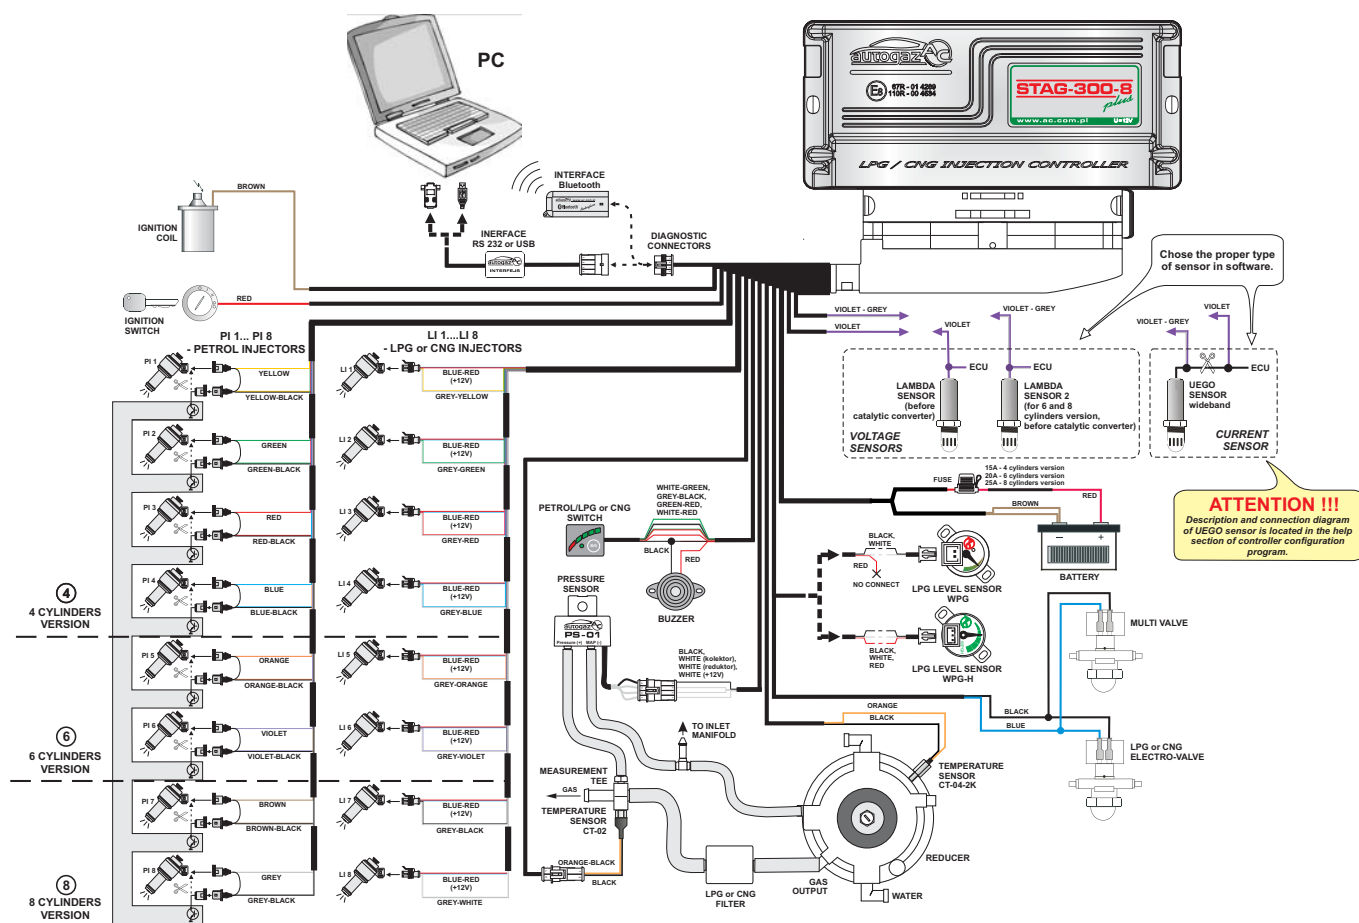 PC
autogaz AC
E8
67R - 01 4289
110R - 00 4634
STAG-300-8
plus
www.ac.com.pl
U=12V
LPG / CNG INJECTION CONTROLLER
BROWN
IGNITION
COIL
INTERFACE
Bluetooth
Bluetooth
INERFACE
RS 232 or USB
autogaz
INTERFEJS
DIAGNOSTIC
CONNECTORS
Chose the proper type
of sensor in software.
RED
IGNITION
SWITCH
PI 1... PI 8
- PETROL INJECTORS
LI 1....LI 8
- LPG or CNG INJECTORS
VIOLET - GREY
VIOLET
VIOLET
VIOLET - GREY
VIOLET - GREY
VIOLET
ECU
ECU
ECU
LAMBDA
SENSOR
(before
catalytic converter)
LAMBDA
SENSOR 2
(for 6 and 8
cylinders version,
before catalytic converter)
VOLTAGE
SENSORS
UEGO
SENSOR
wideband
CURRENT
SENSOR
PI 1
YELLOW
YELLOW-BLACK
LI 1
BLUE-RED
(+12V)
GREY-YELLOW
PI 2
GREEN
GREEN-BLACK
LI 2
BLUE-RED
(+12V)
GREY-GREEN
PI 3
RED
RED-BLACK
LI 3
BLUE-RED
(+12V)
GREY-RED
PI 4
BLUE
BLUE-BLACK
LI 4
BLUE-RED
(+12V)
GREY-BLUE
4
4 CYLINDERS
VERSION
PI 5
ORANGE
ORANGE-BLACK
LI 5
BLUE-RED
(+12V)
GREY-ORANGE
PI 6
VIOLET
VIOLET-BLACK
LI 6
BLUE-RED
(+12V)
GREY-VIOLET
6
6 CYLINDERS
VERSION
PI 7
BROWN
BROWN-BLACK
LI 7
BLUE-RED
(+12V)
GREY-BLACK
PI 8
GREY
GREY-BLACK
LI 8
BLUE-RED
(+12V)
GREY-WHITE
8
8 CYLINDERS
VERSION
15A - 4 cylinders version
20A - 6 cylinders version
25A - 8 cylinders version
FUSE
RED
BROWN
− +
BATTERY
ATTENTION !!!
Description and connection diagram
of UEGO sensor is located in the help
section of controller configuration
program.
WHITE-GREEN,
GREY-BLACK,
GREEN-RED,
WHITE-RED
PETROL/LPG or CNG
SWITCH
BLACK
RED
BUZZER
BLACK,
WHITE
RED
NO CONNECT
LPG LEVEL SENSOR
WPG
BLACK,
WHITE,
RED
LPG LEVEL SENSOR
WPG-H
PRESSURE
SENSOR
autogaz
PS-01
Pressure (+) MAP (-)
BLACK,
WHITE (kolektor),
WHITE (reduktor),
WHITE (+12V)
MULTI VALVE
BLACK
BLUE
LPG or CNG
ELECTRO-VALVE
ORANGE
BLACK
TO INLET
MANIFOLD
MEASUREMENT
TEE
GAS
TEMPERATURE
SENSOR
CT-02
TEMPERATURE
SENSOR
CT-04-2K
ORANGE-BLACK
BLACK
LPG or CNG
FILTER
GAS
OUTPUT
REDUCER
WATER